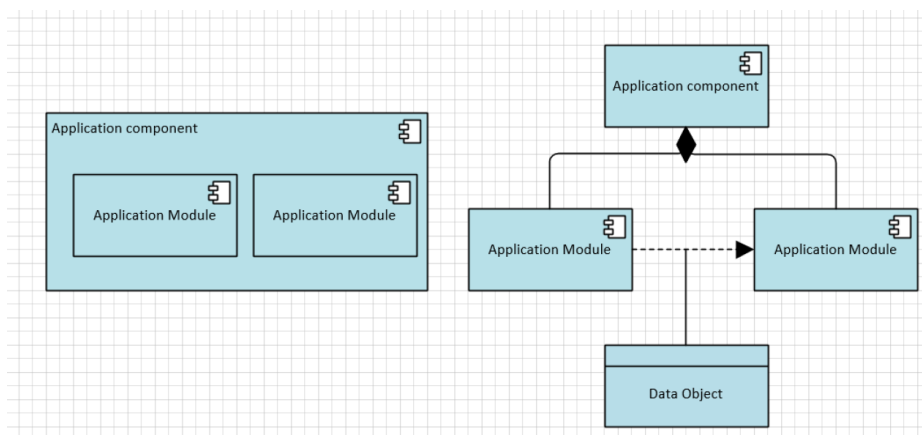 Application component
Application Module
Application Module
Application component
Application Module
Application Module
Data Object